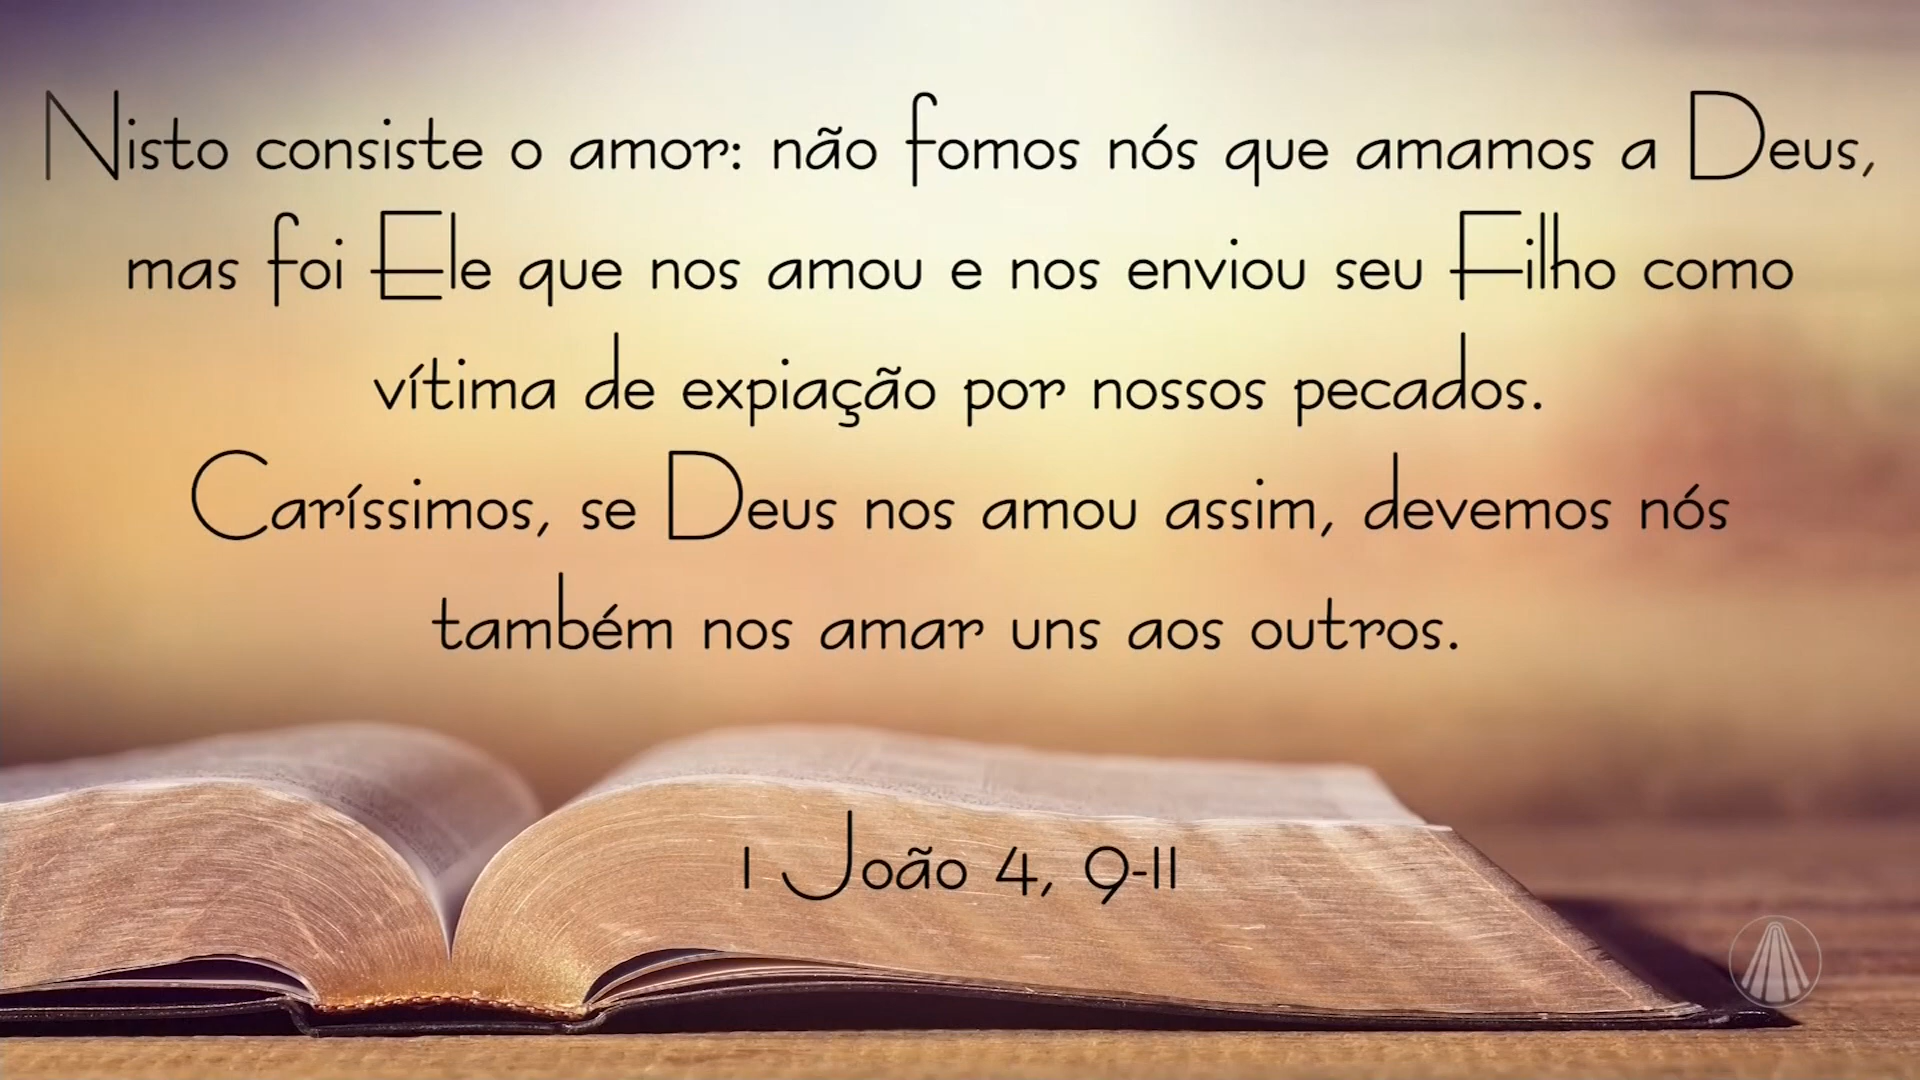 Nisto consiste o amor: não fomos nós que amamos a Deus,
mas foi Ele que nos amou e nos enviou seu Filho como
vítima de expiação por nossos pecados.
Caríssimos, se Deus nos amou assim, devemos nós
também nos amar uns aos outros.
1 João 4, 9-11